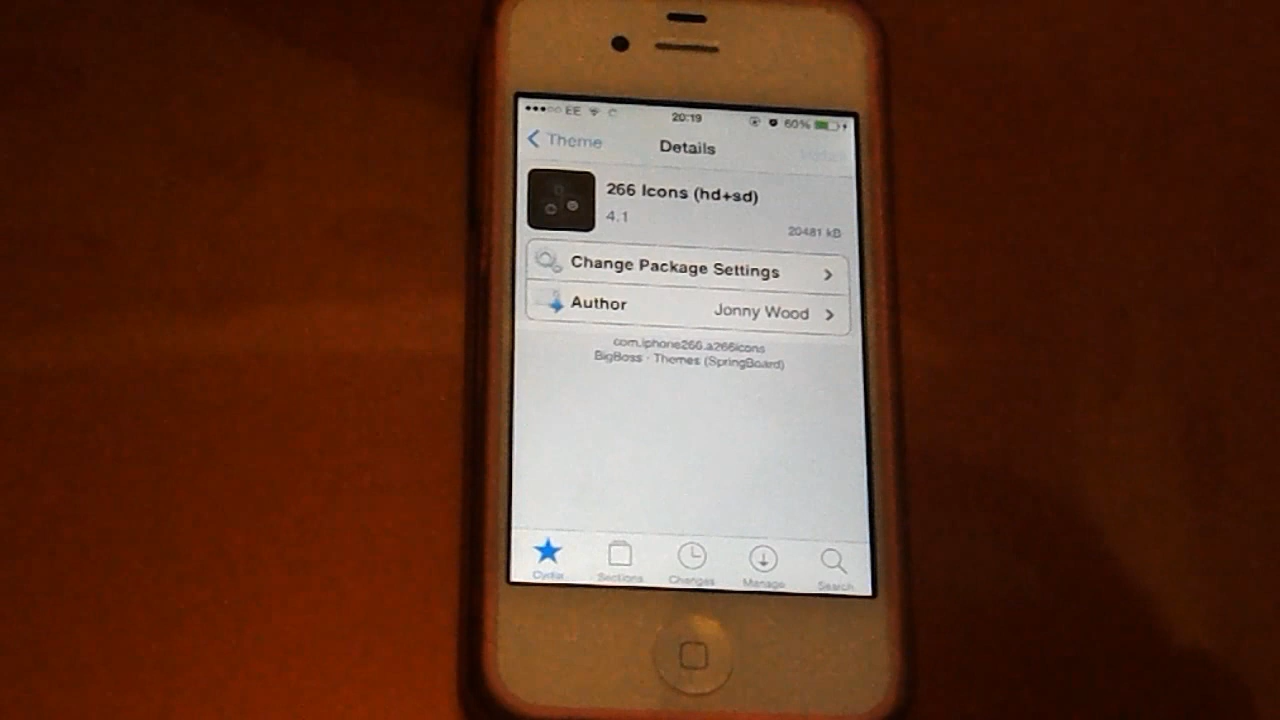 EE 20:19 60%
Theme Details
266 Icons (hd+sd)
4.1
20481 kB
Change Package Settings
Author Jonny Wood
com.iphone266.a266icons
BigBoss · Themes (SpringBoard)
Cydia Sections Changes Manage Search